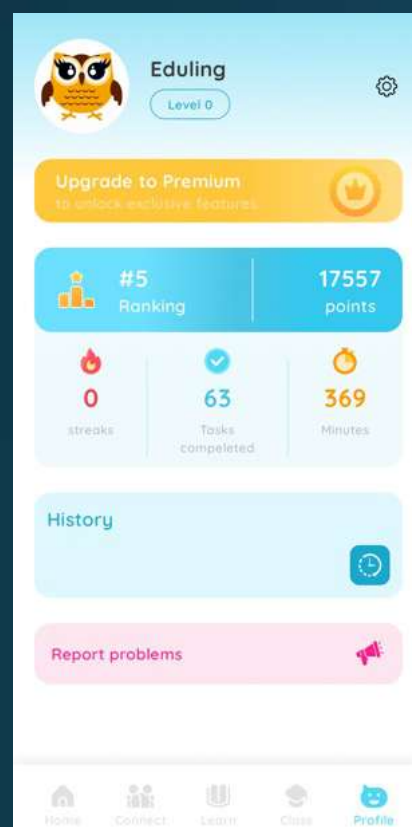 Eduling
Level 0
Upgrade to Premium
to unlock exclusive features
#5
Ranking
17557
points
0
streaks
63
Tasks
compeleted
369
Minutes
History
Report problems
Home
Connect
Learn
Class
Profile